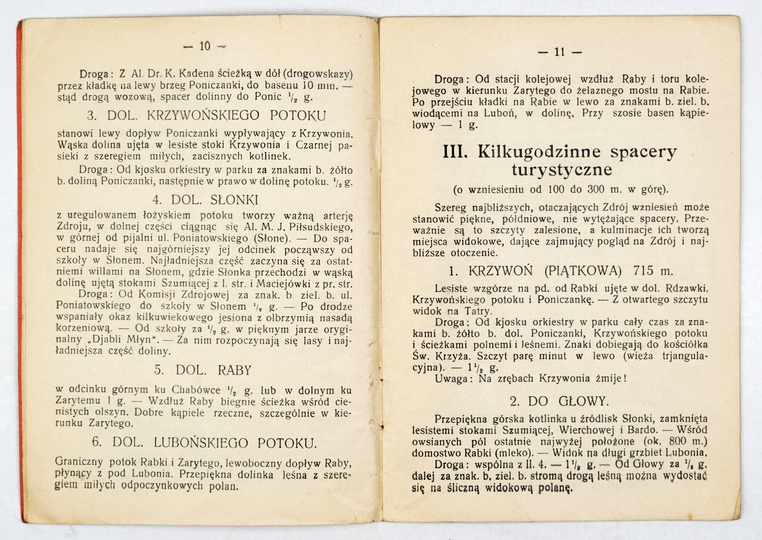 — 10 —
Droga: Z Al. Dr. K. Kadena ścieżką w dół (drogowskazy)
przez kładkę na lewy brzeg Poniczanki, do basenu 10 min. —
stąd drogą wozową, spacer dolinny do Ponic ½ g.
3. DOL. KRZYWOŃSKIEGO POTOKU
stanowi lewy dopływ Poniczanki wypływający z Krzywonia.
Wąska dolina ujęta w lesiste stoki Krzywonia i Czarnej pa-
sieki z szeregiem miłych, zacisznych kotlinek.
Droga: Od kjosku orkiestry w parku za znakami b. żółto
b. doliną Poniczanki, następnie w prawo w dolinę potoku. ½ g.
4. DOL. SŁONKI
z uregulowanem łożyskiem potoku tworzy ważną arterję
Zdroju, w dolnej części ciągnąc się Al. M. J. Piłsudskiego,
w górnej od pijalni ul. Poniatowskiego (Słone). — Do spa-
ceru nadaje się najgórniejszy jej odcinek począwszy od
szkoły w Słonem. Najładniejsza część zaczyna się za ostat-
niemi willami na Słonem, gdzie Słonka przechodzi w wąską
dolinę ujętą stokami Szumiącej z l. str. i Maciejówki z pr. str.
Droga: Od Komisji Zdrojowej za znak. b. ziel. b. ul.
Poniatowskiego do szkoły w Słonem ½ g. — Po drodze
wspaniały okaz kilkuwiekowego jesiona z olbrzymią nasadą
korzeniową. — Od szkoły za ½ g. w pięknym jarze orygi-
nalny „Djabli Młyn“. — Za nim rozpoczynają się lasy i naj-
ładniejsza część doliny.
5. DOL. RABY
w odcinku górnym ku Chabówce ½ g. lub w dolnym ku
Zarytemu 1 g. — Wzdłuż Raby biegnie ścieżka wśród cie-
nistych olszyn. Dobre kąpiele rzeczne, szczególnie w kie-
runku Zarytego.
6. DOL. LUBOŃSKIEGO POTOKU.
Graniczny potok Rabki i Zarytego, lewoboczny dopływ Raby,
płynący z pod Lubonia. Przepiękna dolinka leśna z szere-
giem miłych odpoczynkowych polan.
— 11 —
Droga: Od stacji kolejowej wzdłuż Raby i toru kole-
jowego w kierunku Zarytego do żelaznego mostu na Rabie.
Po przejściu kładki na Rabie w lewo za znakami b. ziel. b.
wiodącemi na Luboń, w dolinę. Przy szosie basen kąpie-
lowy — 1 g.
III. Kilkugodzinne spacery
turystyczne
(o wzniesieniu od 100 do 300 m. w górę).
Szereg najbliższych, otaczających Zdrój wzniesień może
stanowić piękne, półdniowe, nie wytężające spacery. Prze-
ważnie są to szczyty zalesione, a kulminacje ich tworzą
miejsca widokowe, dające zajmujący pogląd na Zdrój i naj-
bliższe otoczenie.
1. KRZYWOŃ (PIĄTKOWA) 715 m.
Lesiste wzgórze na pd. od Rabki ujęte w dol. Rdzawki,
Krzywońskiego potoku i Poniczankę. — Z otwartego szczytu
widok na Tatry.
Droga: Od kjosku orkiestry w parku cały czas za zna-
kami b. żółto b. dol. Poniczanki, Krzywońskiego potoku
i ścieżkami polnemi i leśnemi. Znaki dobiegają do kościółka
Św. Krzyża. Szczyt parę minut w lewo (wieża trjangula-
cyjna). — 1½ g.
Uwaga: Na zrębach Krzywonia żmije!
2. DO GŁOWY.
Przepiękna górska kotlinka u źródlisk Słonki, zamknięta
lesistemi stokami Szumiącej, Wierchowej i Bardo. — Wśród
owsianych pól ostatnie najwyżej położone (ok. 800 m.)
domostwo Rabki (mleko). — Widok na długi grzbiet Lubonia.
Droga: wspólna z II. 4. — 1½ g. — Od Głowy za ½ g.
dalej za znak. b. ziel. b. stromą drogą leśną można wydostać
się na śliczną widokową polanę.